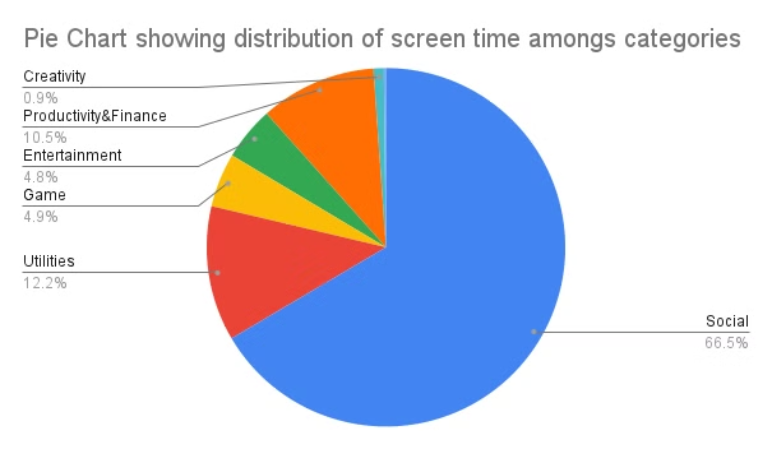 Pie Chart showing distribution of screen time amongs categories
Creativity
0.9%
Productivity&Finance
10.5%
Entertainment
4.8%
Game
4.9%
Utilities
12.2%
Social
66.5%